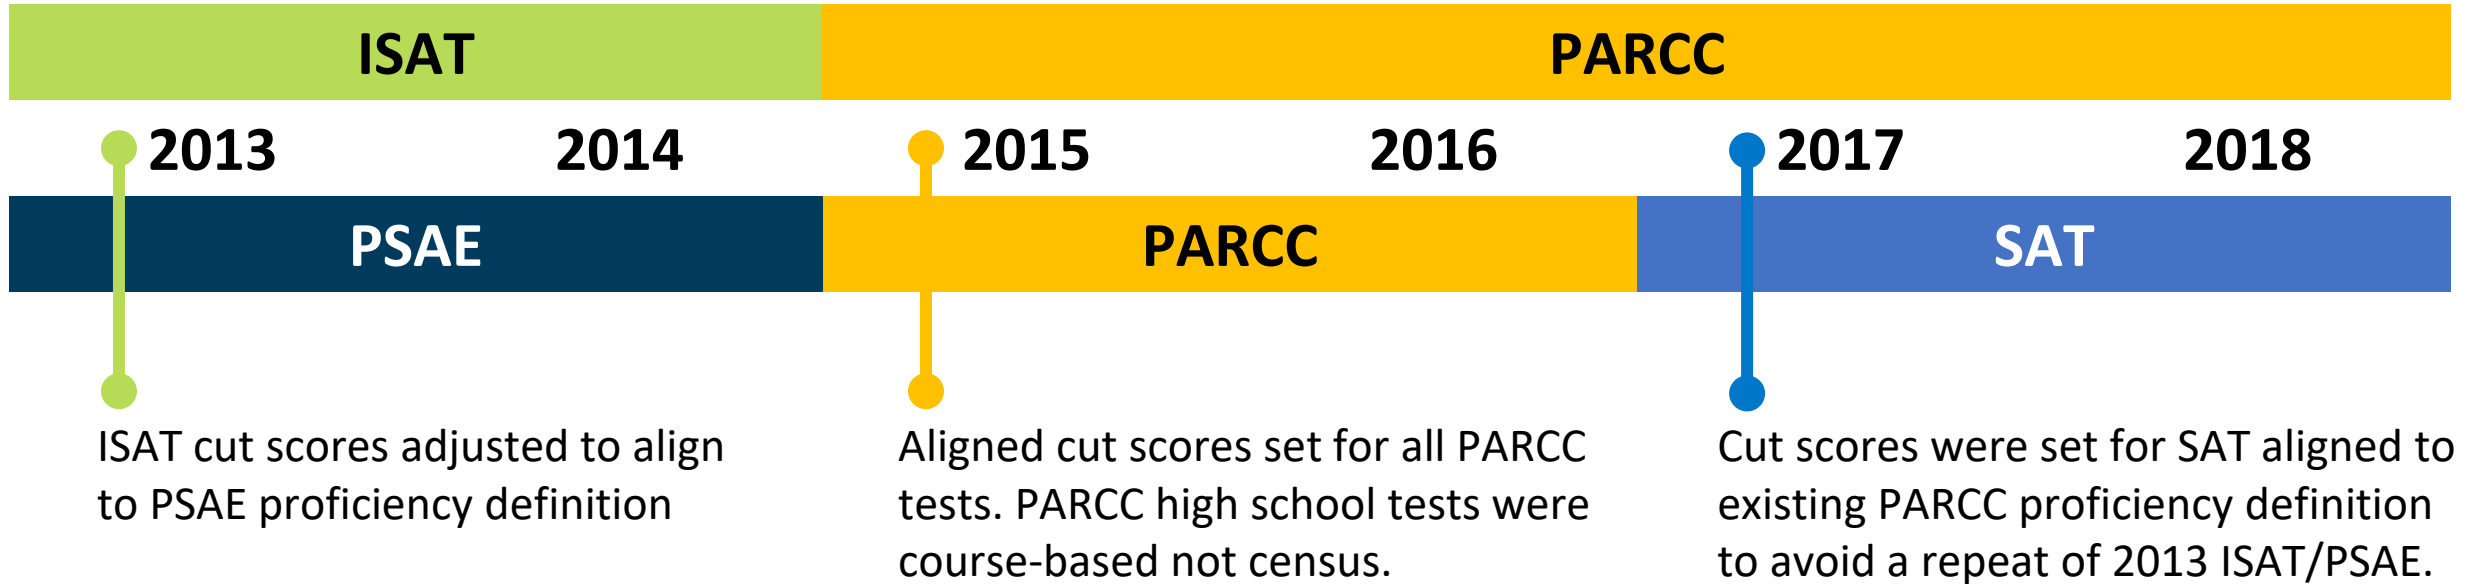 ISAT PARCC
2013 2014 2015 2016 2017 2018
PSAE PARCC SAT
ISAT cut scores adjusted to align
to PSAE proficiency definition
Aligned cut scores set for all PARCC
tests. PARCC high school tests were
course-based not census.
Cut scores were set for SAT aligned to
existing PARCC proficiency definition
to avoid a repeat of 2013 ISAT/PSAE.